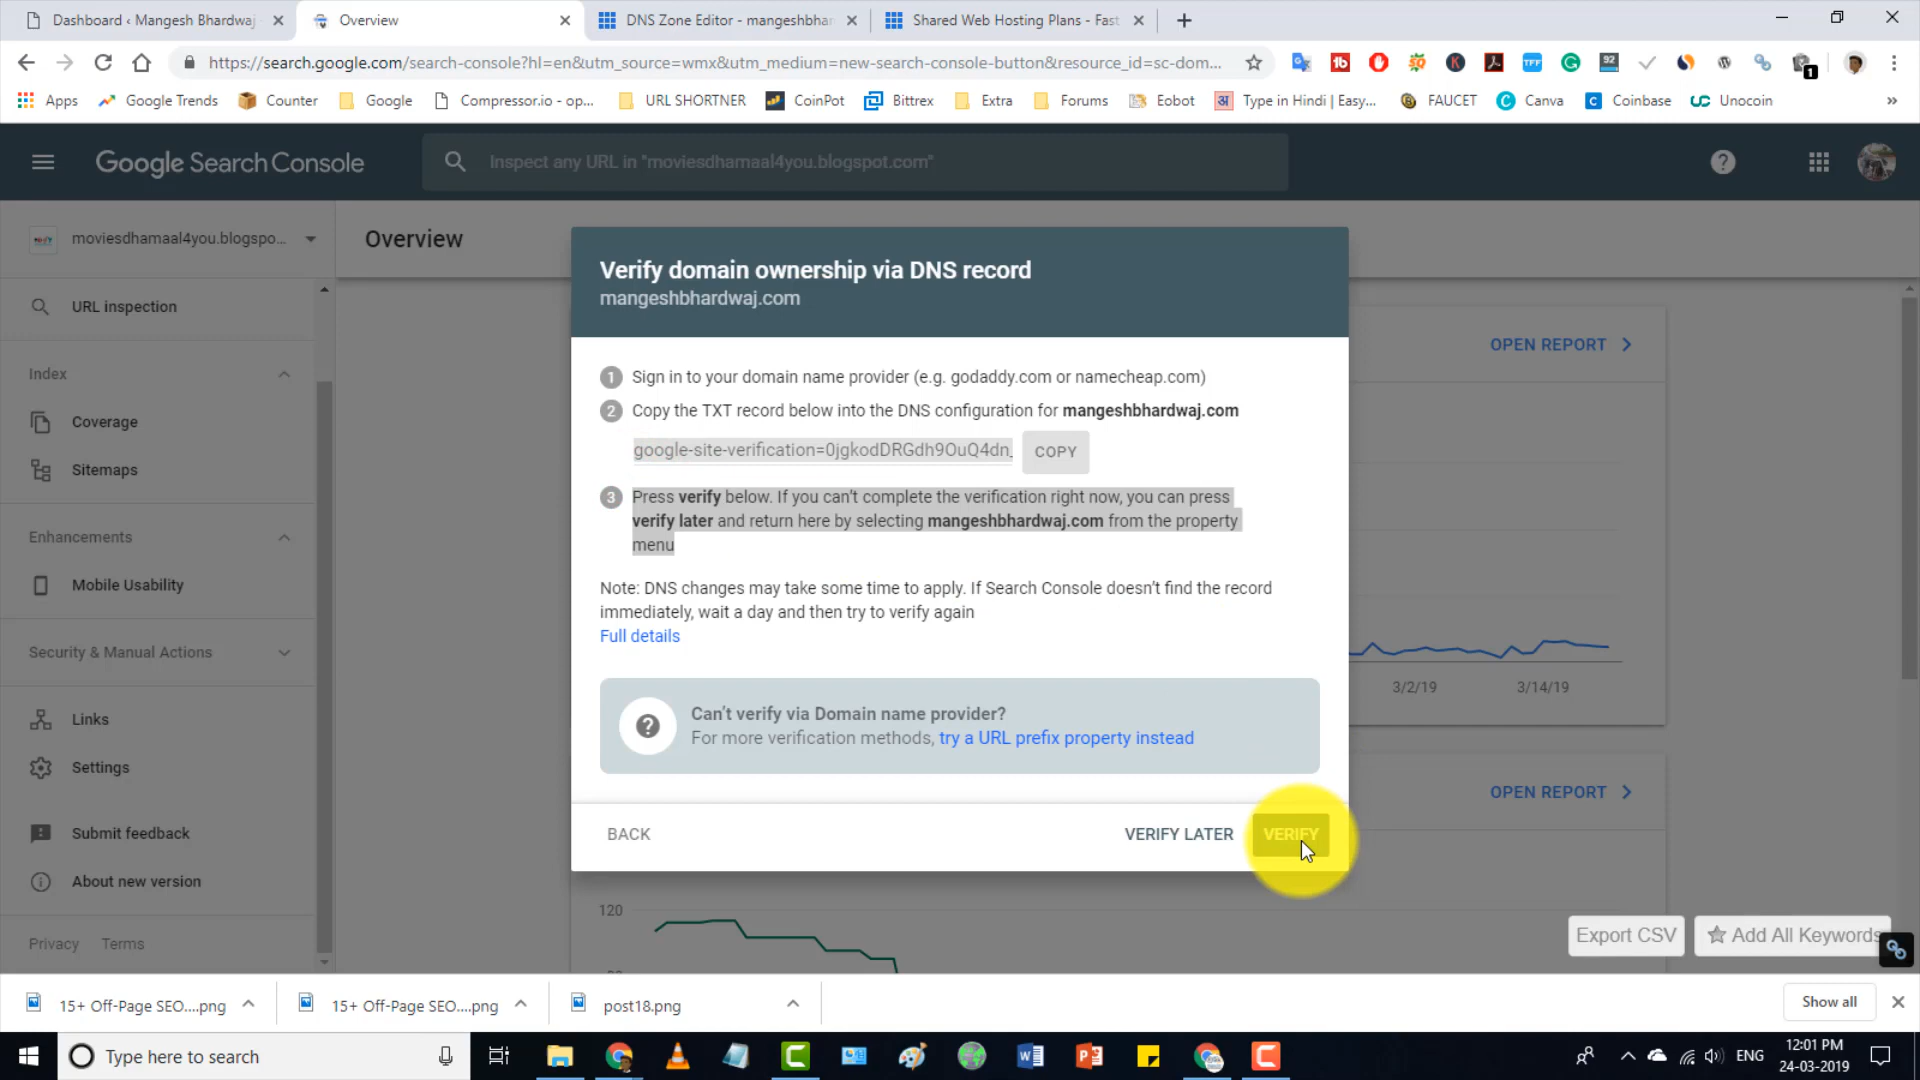 Dashboard ‹ Mangesh Bhardwaj
Overview
DNS Zone Editor - mangeshbhar
Shared Web Hosting Plans - Fast
https://search.google.com/search-console?hl=en&utm_source=wmx&utm_medium=new-search-console-button&resource_id=sc-dom...
Apps
Google Trends
Counter
Google
Compressor.io - op...
URL SHORTNER
CoinPot
Bittrex
Extra
Forums
Eobot
Type in Hindi | Easy...
FAUCET
Canva
Coinbase
Unocoin
»
Google Search Console
Inspect any URL in "moviesdhamaal4you.blogspot.com"
moviesdhamaal4you.blogspo...
Overview
URL inspection
Index
Coverage
Sitemaps
Enhancements
Mobile Usability
Security & Manual Actions
Links
Settings
Submit feedback
About new version
Privacy Terms
Verify domain ownership via DNS record
mangeshbhardwaj.com
1 Sign in to your domain name provider (e.g. godaddy.com or namecheap.com)
2 Copy the TXT record below into the DNS configuration for mangeshbhardwaj.com
google-site-verification=0jgkodDRGdh9OuQ4dn_
COPY
3 Press verify below. If you can't complete the verification right now, you can press
verify later and return here by selecting mangeshbhardwaj.com from the property
menu
Note: DNS changes may take some time to apply. If Search Console doesn't find the record
immediately, wait a day and then try to verify again
Full details
Can't verify via Domain name provider?
For more verification methods, try a URL prefix property instead
BACK
VERIFY LATER
VERIFY
OPEN REPORT
3/2/19
3/14/19
OPEN REPORT
120
Export CSV
Add All Keywords
15+ Off-Page SEO....png
15+ Off-Page SEO....png
post18.png
Show all
Type here to search
ENG
12:01 PM
24-03-2019